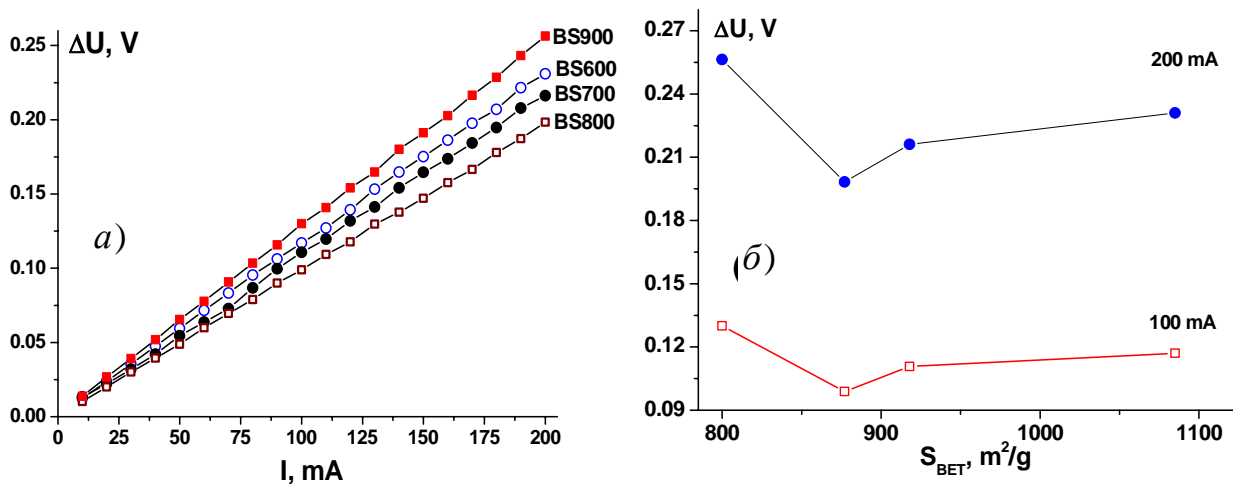 ΔU, V
0.25
0.20
0.15
0.10
0.05
0.00
BS900
BS600
BS700
BS800
а)
0 25 50 75 100 125 150 175 200
I, mA
ΔU, V
0.27
0.24
0.21
0.18
0.15
0.12
0.09
200 mA
(б)
100 mA
800 900 1000 1100
S_BET, m²/g